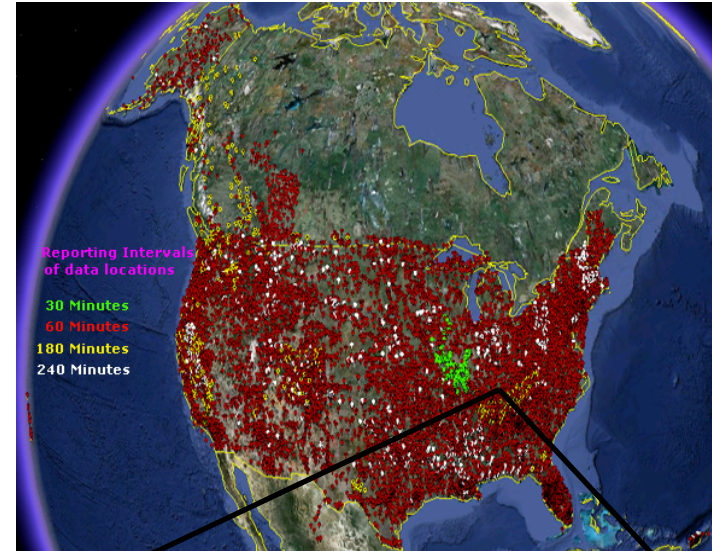 Reporting Intervals
of data locations
30 Minutes
60 Minutes
180 Minutes
240 Minutes